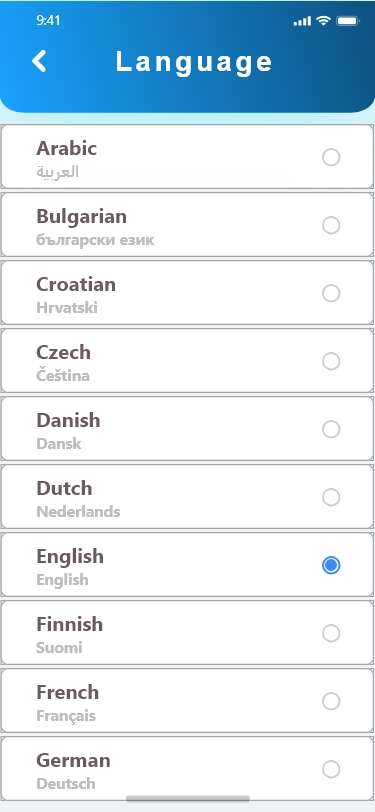 9:41
Language
Arabic
العربية
Bulgarian
български език
Croatian
Hrvatski
Czech
Čeština
Danish
Dansk
Dutch
Nederlands
English
English
Finnish
Suomi
French
Français
German
Deutsch